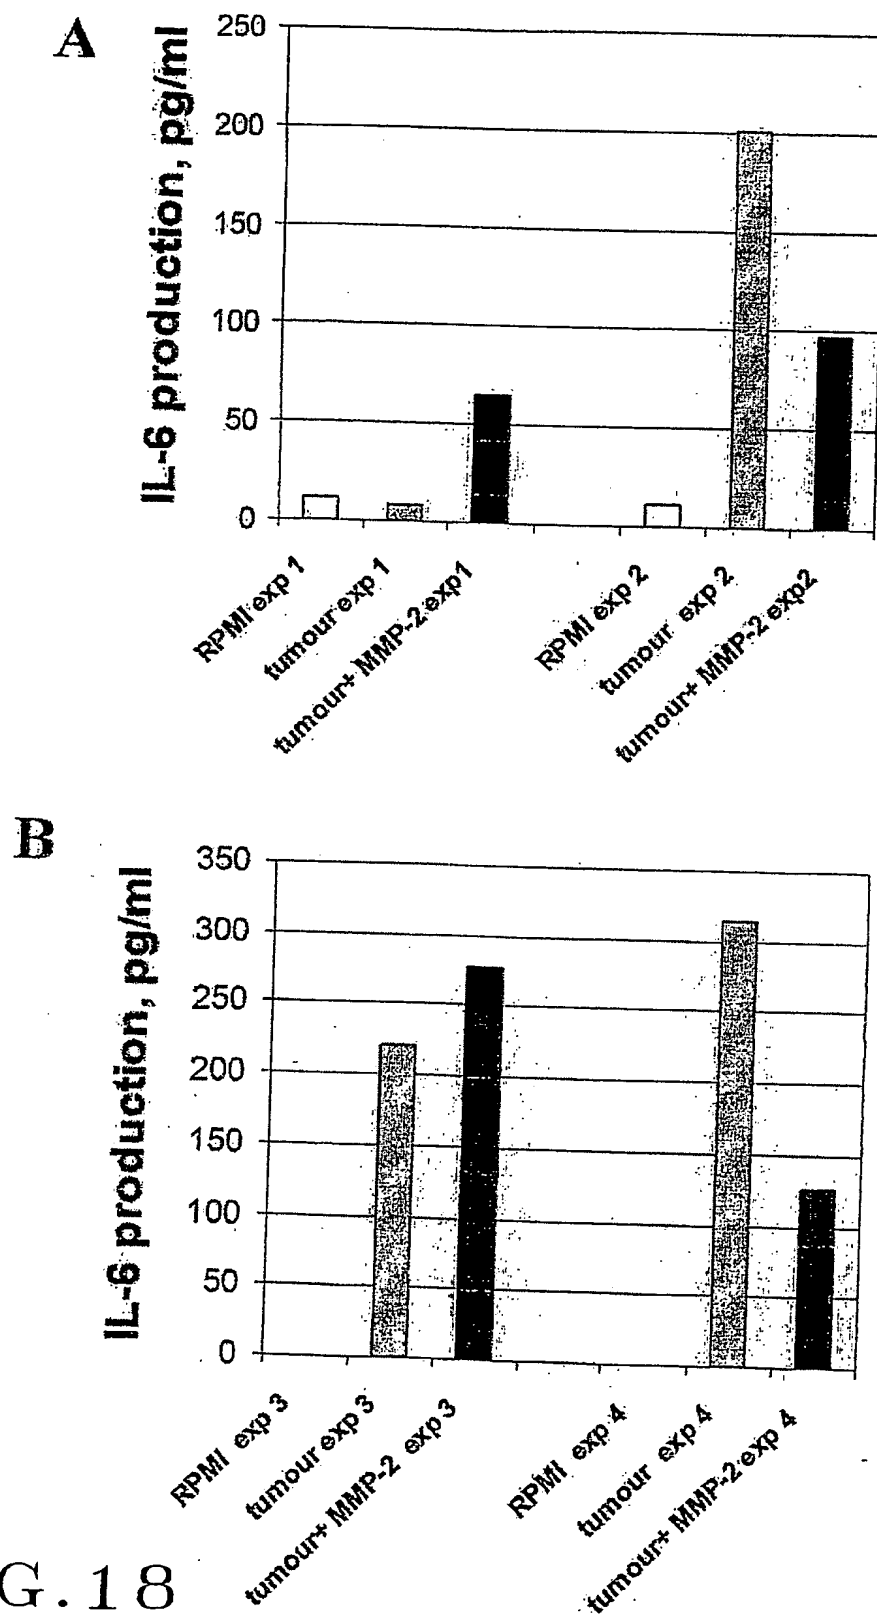 A
IL-6 production, pg/ml
250
200
150
100
50
0
RPMI exp 1
tumour exp 1
tumour+ MMP-2 exp1
RPMI exp 2
tumour exp 2
tumour+ MMP-2 exp2
B
IL-6 production, pg/ml
350
300
250
200
150
100
50
0
RPMI exp 3
tumour exp 3
tumour+ MMP-2 exp 3
RPMI exp 4
tumour exp 4
tumour+ MMP-2 exp 4
G.18